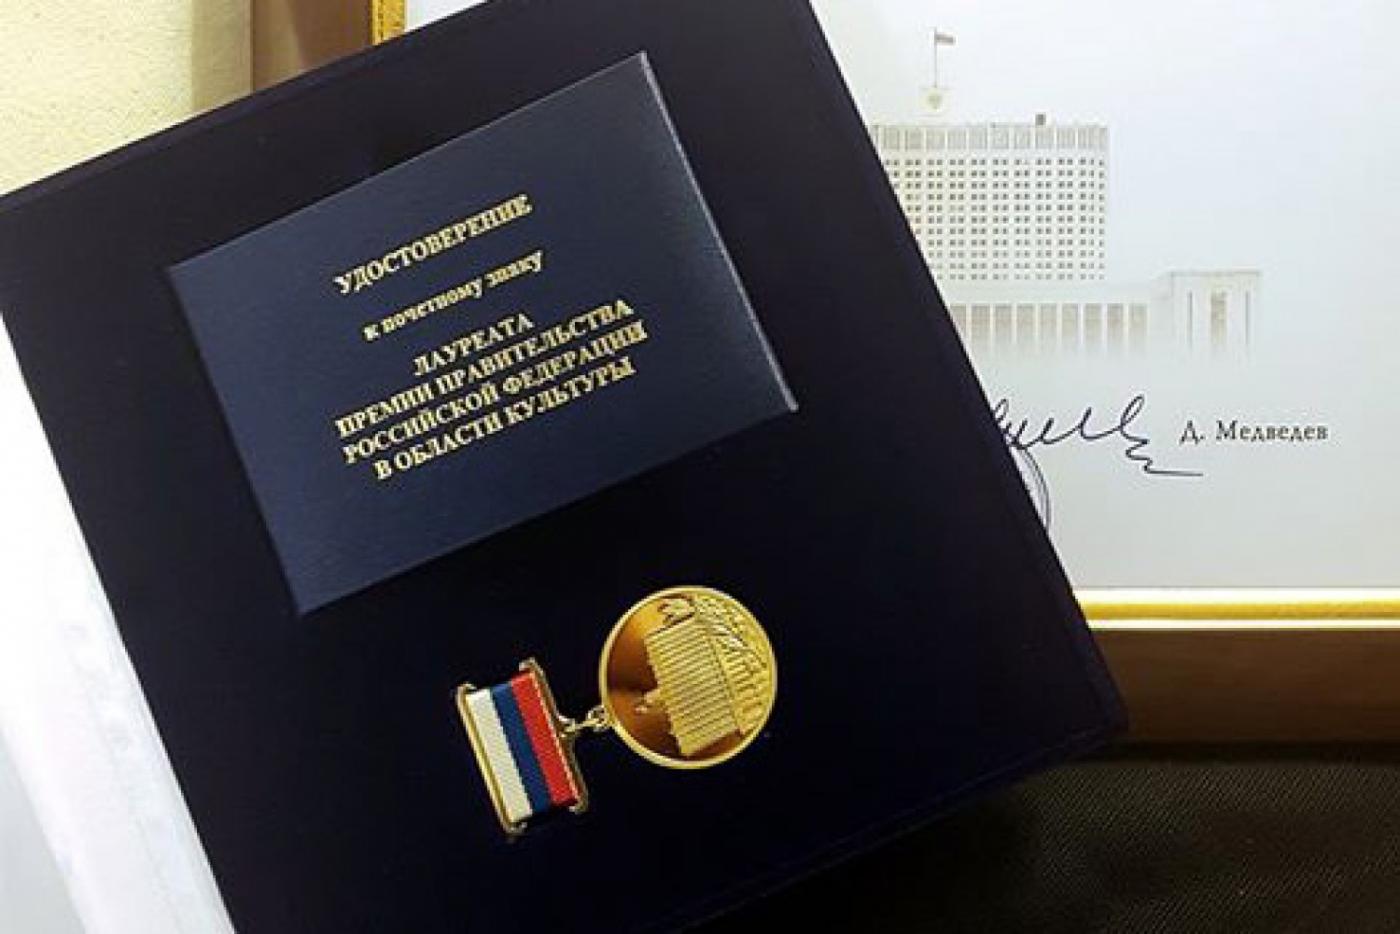 УДОСТОВЕРЕНИЕ
к почетному знаку
ЛАУРЕАТА
ПРЕМИИ ПРАВИТЕЛЬСТВА
РОССИЙСКОЙ ФЕДЕРАЦИИ
В ОБЛАСТИ КУЛЬТУРЫ
Д. Медведев